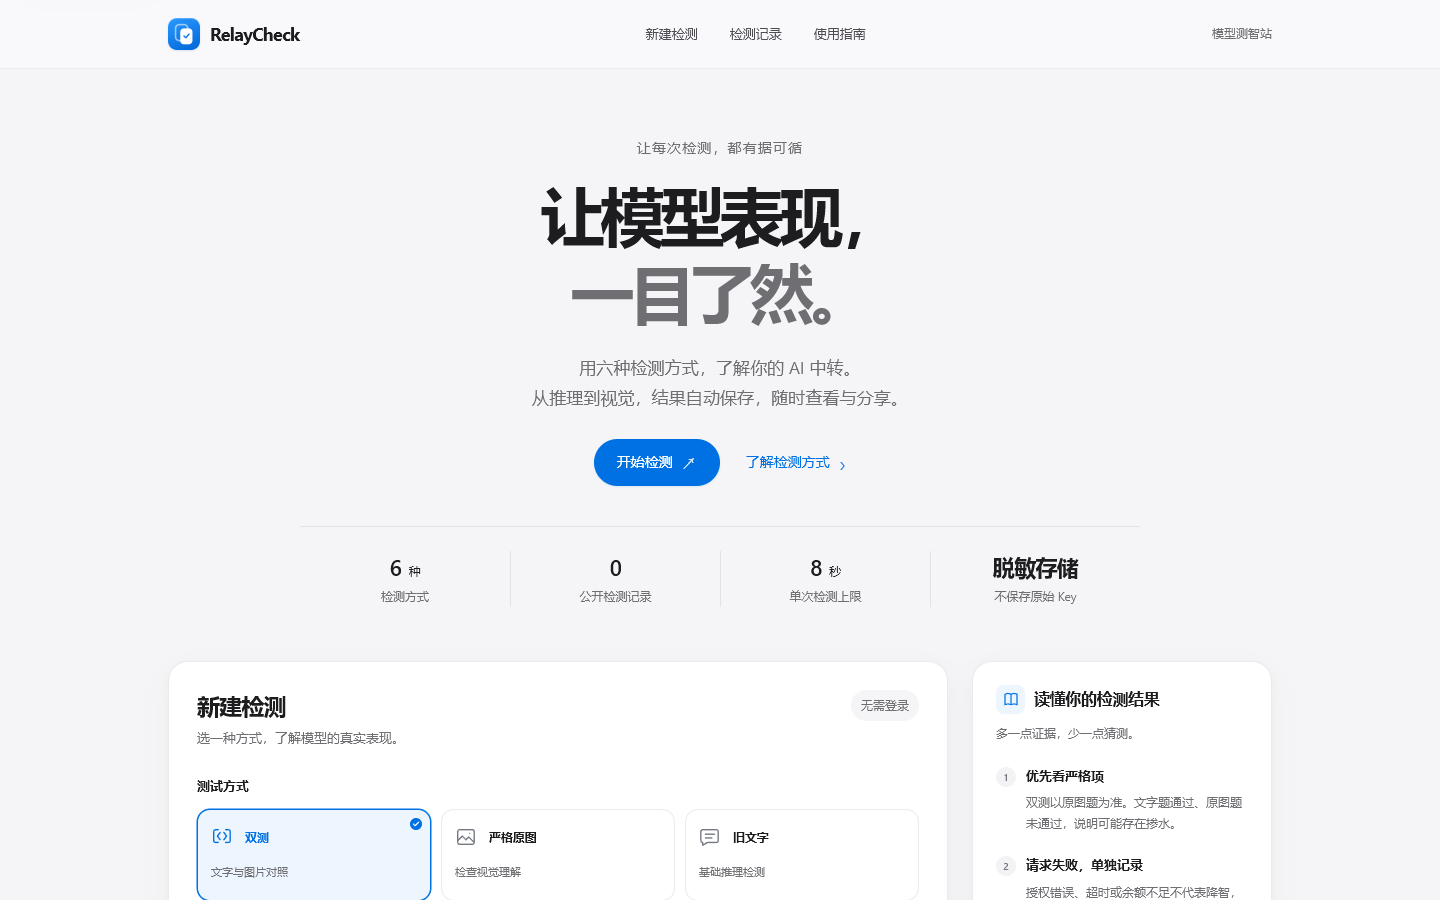 RelayCheck
新建检测
检测记录
使用指南
模型测智站
让每次检测，都有据可循
让模型表现，
一目了然。
用六种检测方式，了解你的 AI 中转。
从推理到视觉，结果自动保存，随时查看与分享。
开始检测 ↗
了解检测方式 ›
6 种
检测方式
0
公开检测记录
8 秒
单次检测上限
脱敏存储
不保存原始 Key
新建检测
无需登录
选一种方式，了解模型的真实表现。
测试方式
双测
文字与图片对照
严格原图
检查视觉理解
旧文字
基础推理检测
读懂你的检测结果
多一点证据，少一点猜测。
1
优先看严格项
双测以原图题为准。文字题通过、原图题
未通过，说明可能存在掺水。
2
请求失败，单独记录
授权错误、超时或余额不足不代表降智，